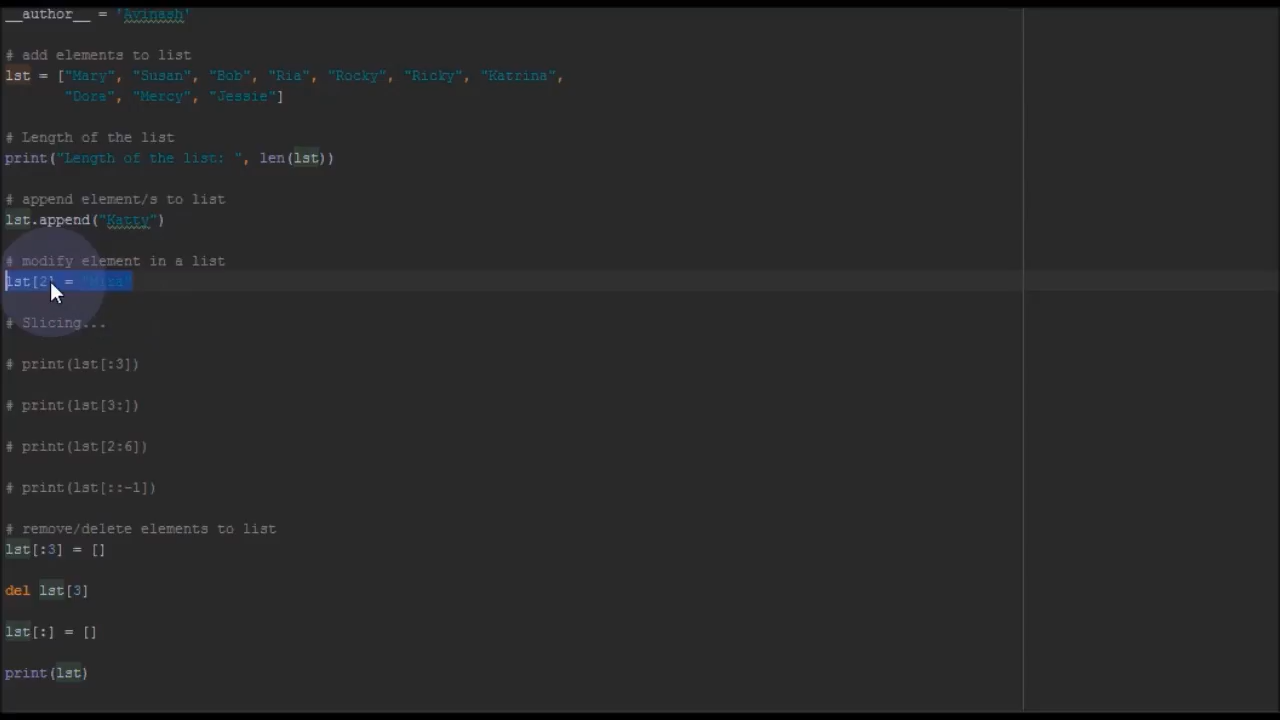 __author__ = 'Avinash'
# add elements to list
lst = ["Mary", "Susan", "Bob", "Ria", "Rocky", "Ricky", "Katrina",
"Dora", "Mercy", "Jessie"]
# Length of the list
print("Length of the list: ", len(lst))
# append element/s to list
lst.append("Katty")
# modify element in a list
lst[2] =
# Slicing...
# print(lst[:3])
# print(lst[3:])
# print(lst[2:6])
# print(lst[::-1])
# remove/delete elements to list
lst[:3] = []
del lst[3]
lst[:] = []
print(lst)